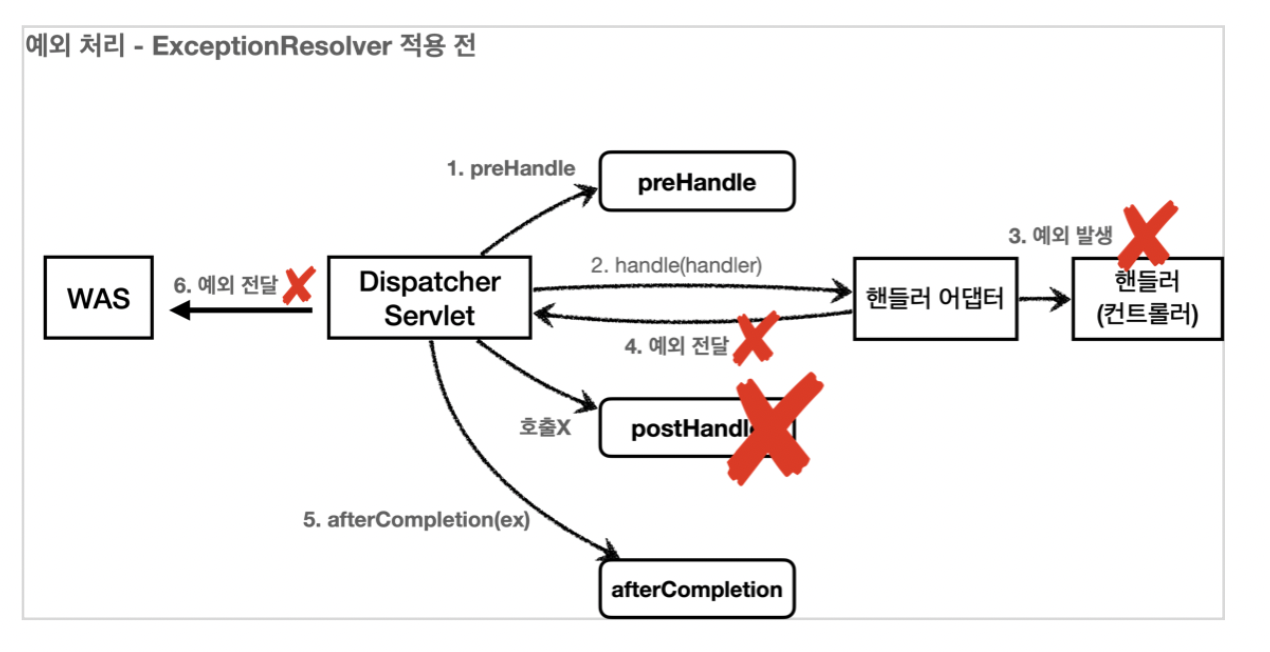 예외 처리 - ExceptionResolver 적용 전
1. preHandle
preHandle
3. 예외 발생
WAS
6. 예외 전달
Dispatcher
Servlet
2. handle(handler)
핸들러 어댑터
핸들러
(컨트롤러)
4. 예외 전달
호출X
postHandl
5. afterCompletion(ex)
afterCompletion